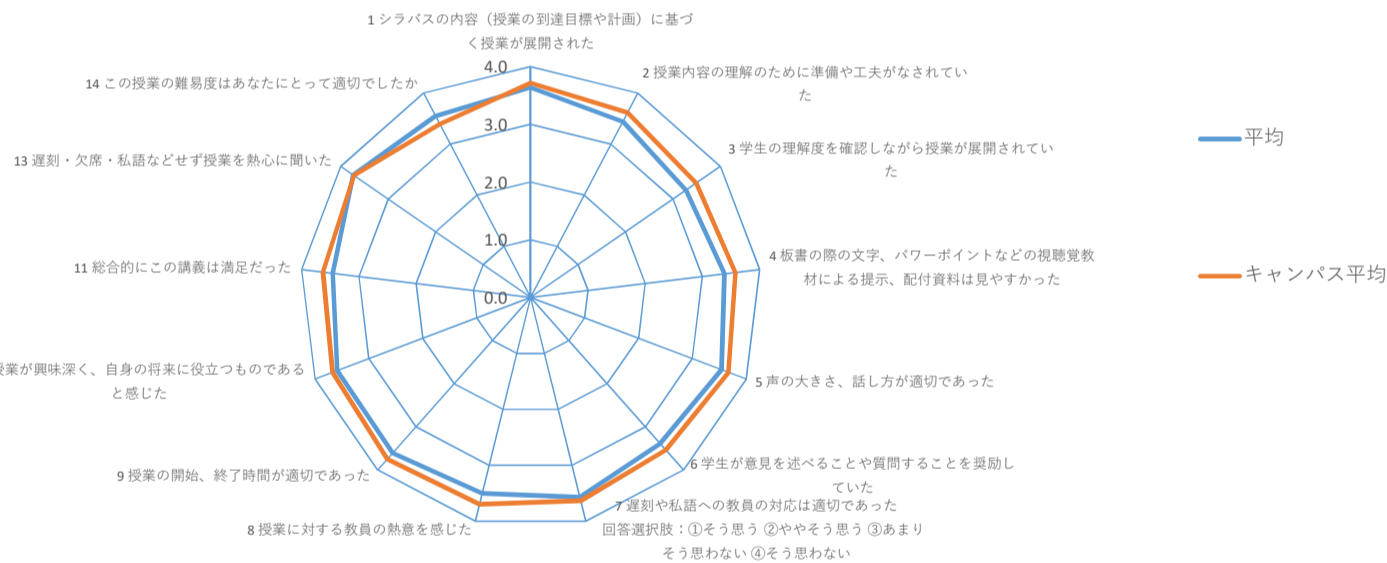 1 シラバスの内容（授業の到達目標や計画）に基づ
く授業が展開された
2 授業内容の理解のために準備や工夫がなされてい
た
3 学生の理解度を確認しながら授業が展開されてい
た
4 板書の際の文字、パワーポイントなどの視聴覚教
材による提示、配付資料は見やすかった
5 声の大きさ、話し方が適切であった
6 学生が意見を述べることや質問することを奨励し
ていた
7 遅刻や私語への教員の対応は適切であった
回答選択肢：①そう思う ②ややそう思う ③あまり
そう思わない ④そう思わない
8 授業に対する教員の熱意を感じた
9 授業の開始、終了時間が適切であった
授業が興味深く、自身の将来に役立つものである
と感じた
11 総合的にこの講義は満足だった
13 遅刻・欠席・私語などせず授業を熱心に聞いた
14 この授業の難易度はあなたにとって適切でしたか
4.0
3.0
2.0
1.0
0.0
平均
キャンパス平均